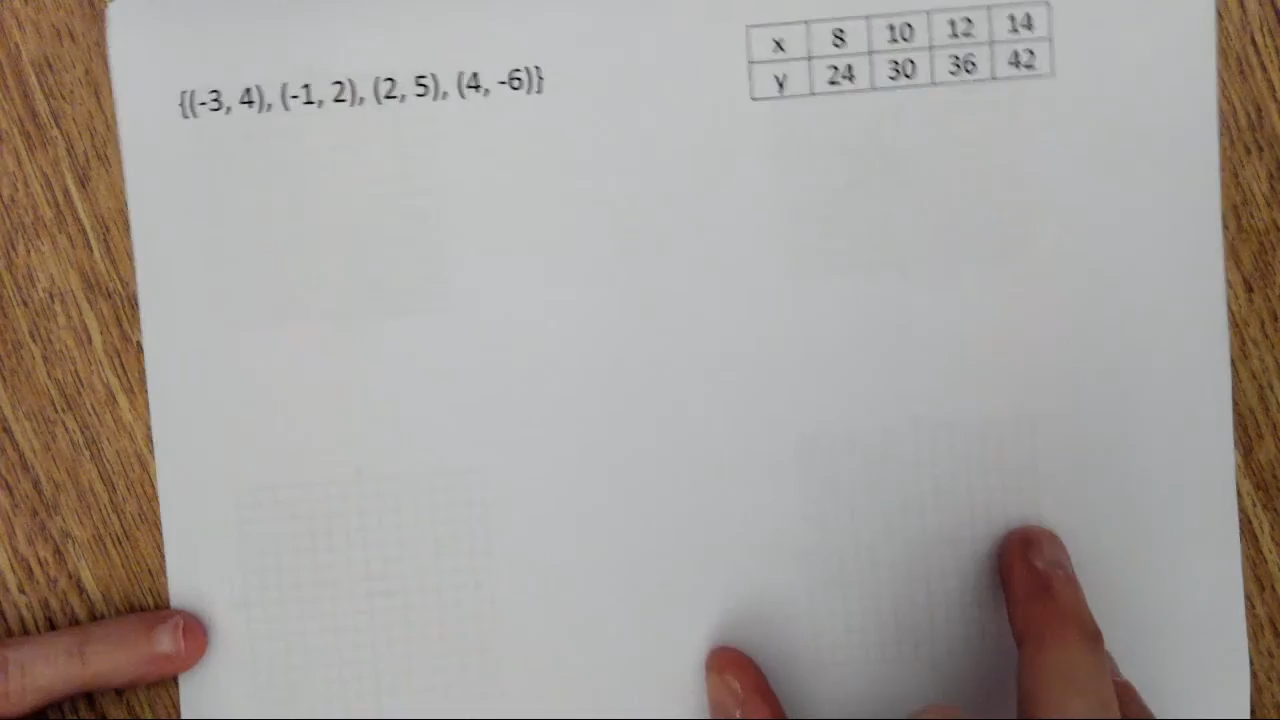 {(-3, 4), (-1, 2), (2, 5), (4, -6)}
x 8 10 12 14
y 24 30 36 42